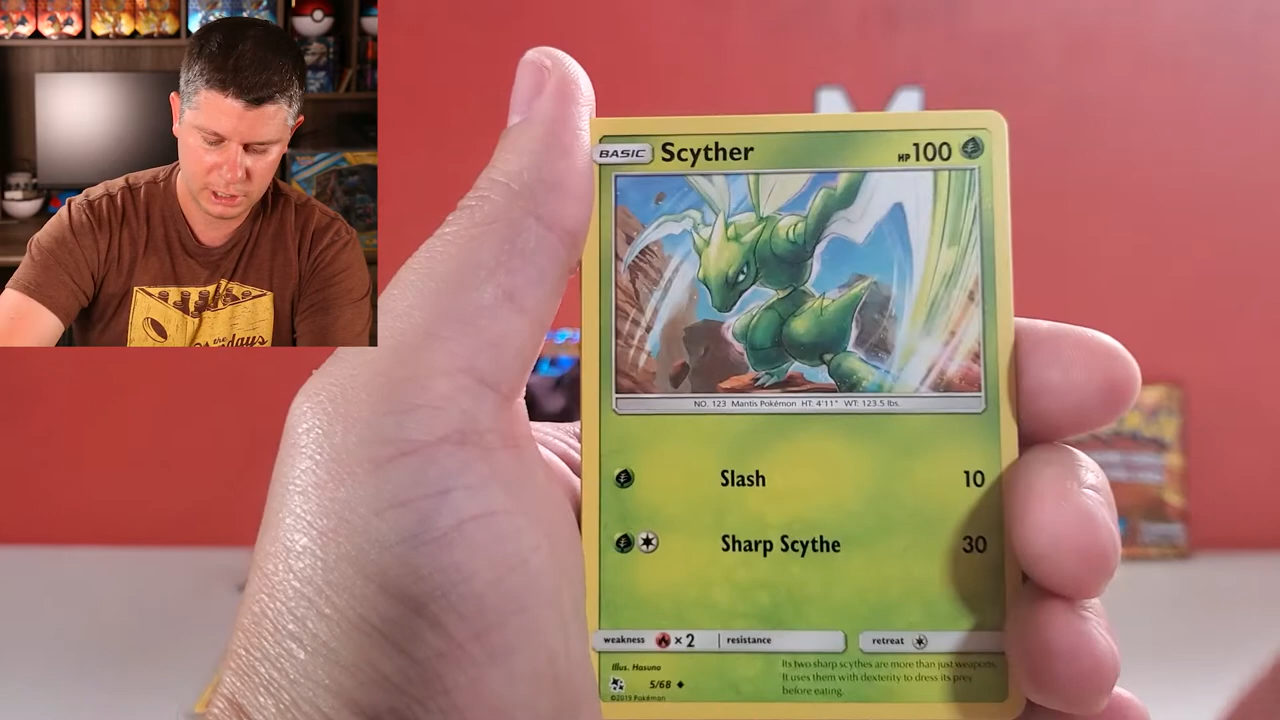 BASIC Scyther HP100
NO. 123 Mantis Pokémon HT: 4'11" WT: 123.5 lbs.
Slash 10
Sharp Scythe 30
weakness ×2 resistance retreat
Illus. Hasuno
5/68
©2019 Pokémon
Its two sharp scythes are more than just weapons.
It uses them with dexterity to dress its prey
before eating.
the